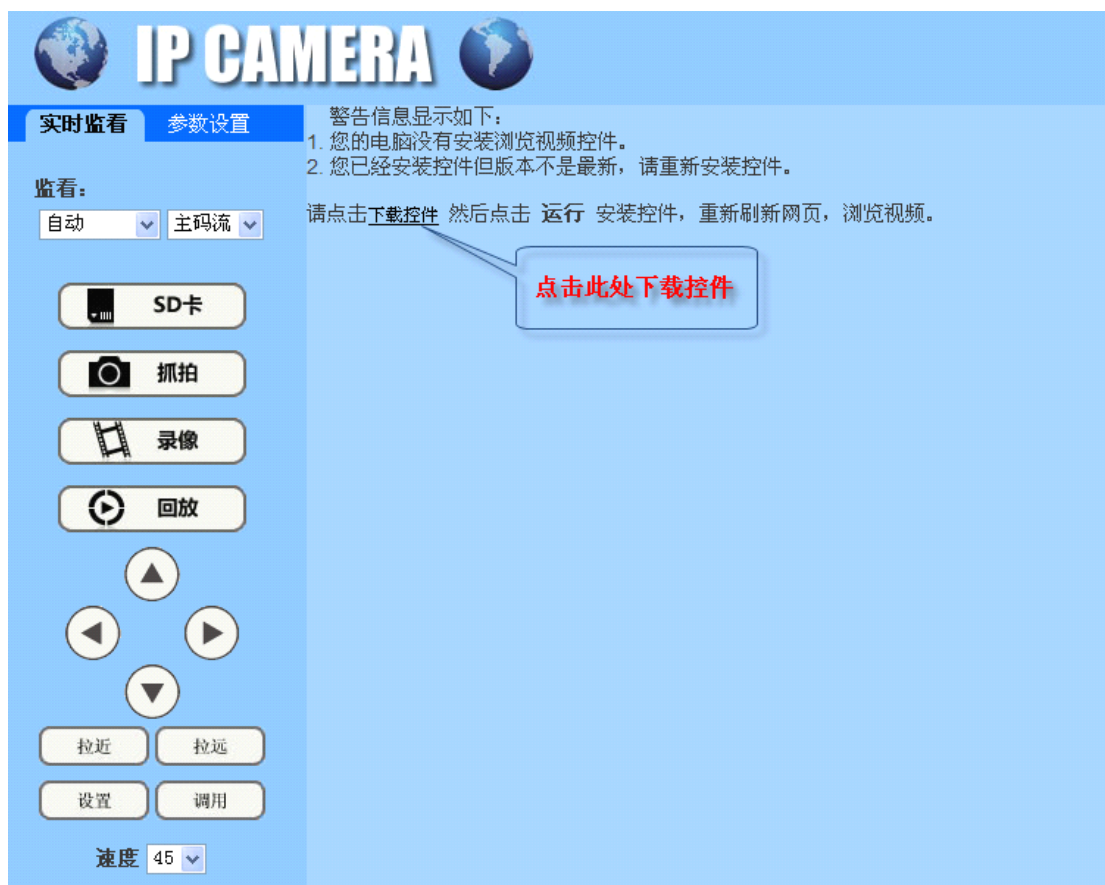 IP CAMERA
实时监看
参数设置
警告信息显示如下:
1. 您的电脑没有安装浏览视频控件。
2. 您已经安装控件但版本不是最新,请重新安装控件。
请点击下载控件 然后点击 运行 安装控件,重新刷新网页,浏览视频。
点击此处下载控件
监看:
自动
主码流
SD卡
抓拍
录像
回放
拉近
拉远
设置
调用
速度 45